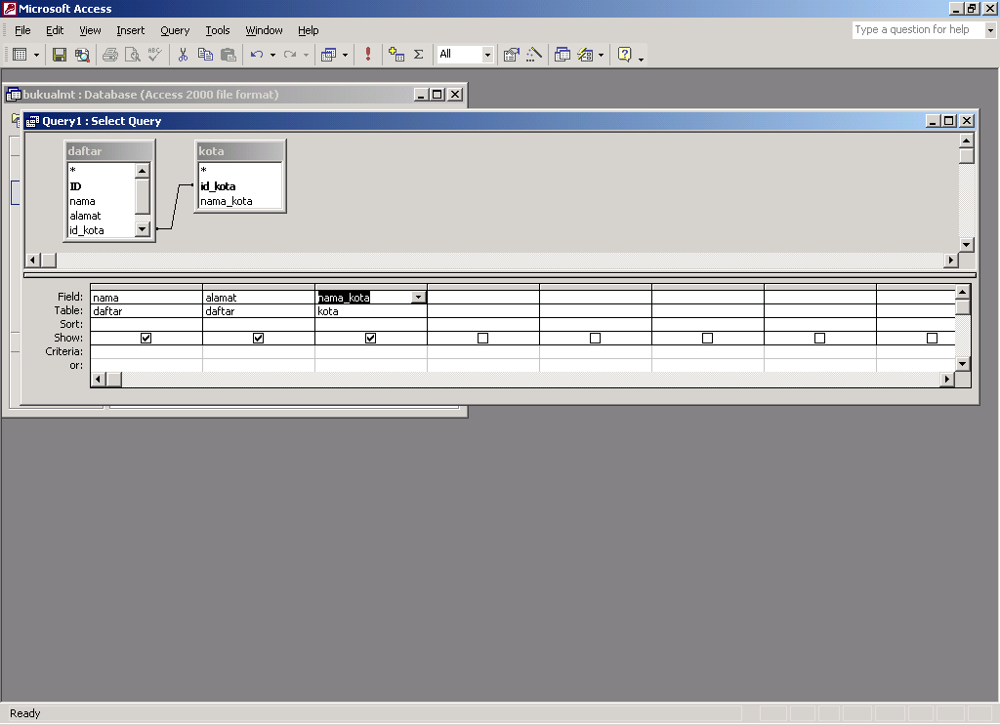 Microsoft Access
File Edit View Insert Query Tools Window Help
Type a question for help
All
bukualmt : Database (Access 2000 file format)
Query1 : Select Query
daftar
*
ID
nama
alamat
id_kota
kota
*
id_kota
nama_kota
Field: nama alamat nama_kota
Table: daftar daftar kota
Sort:
Show:
Criteria:
or:
Ready